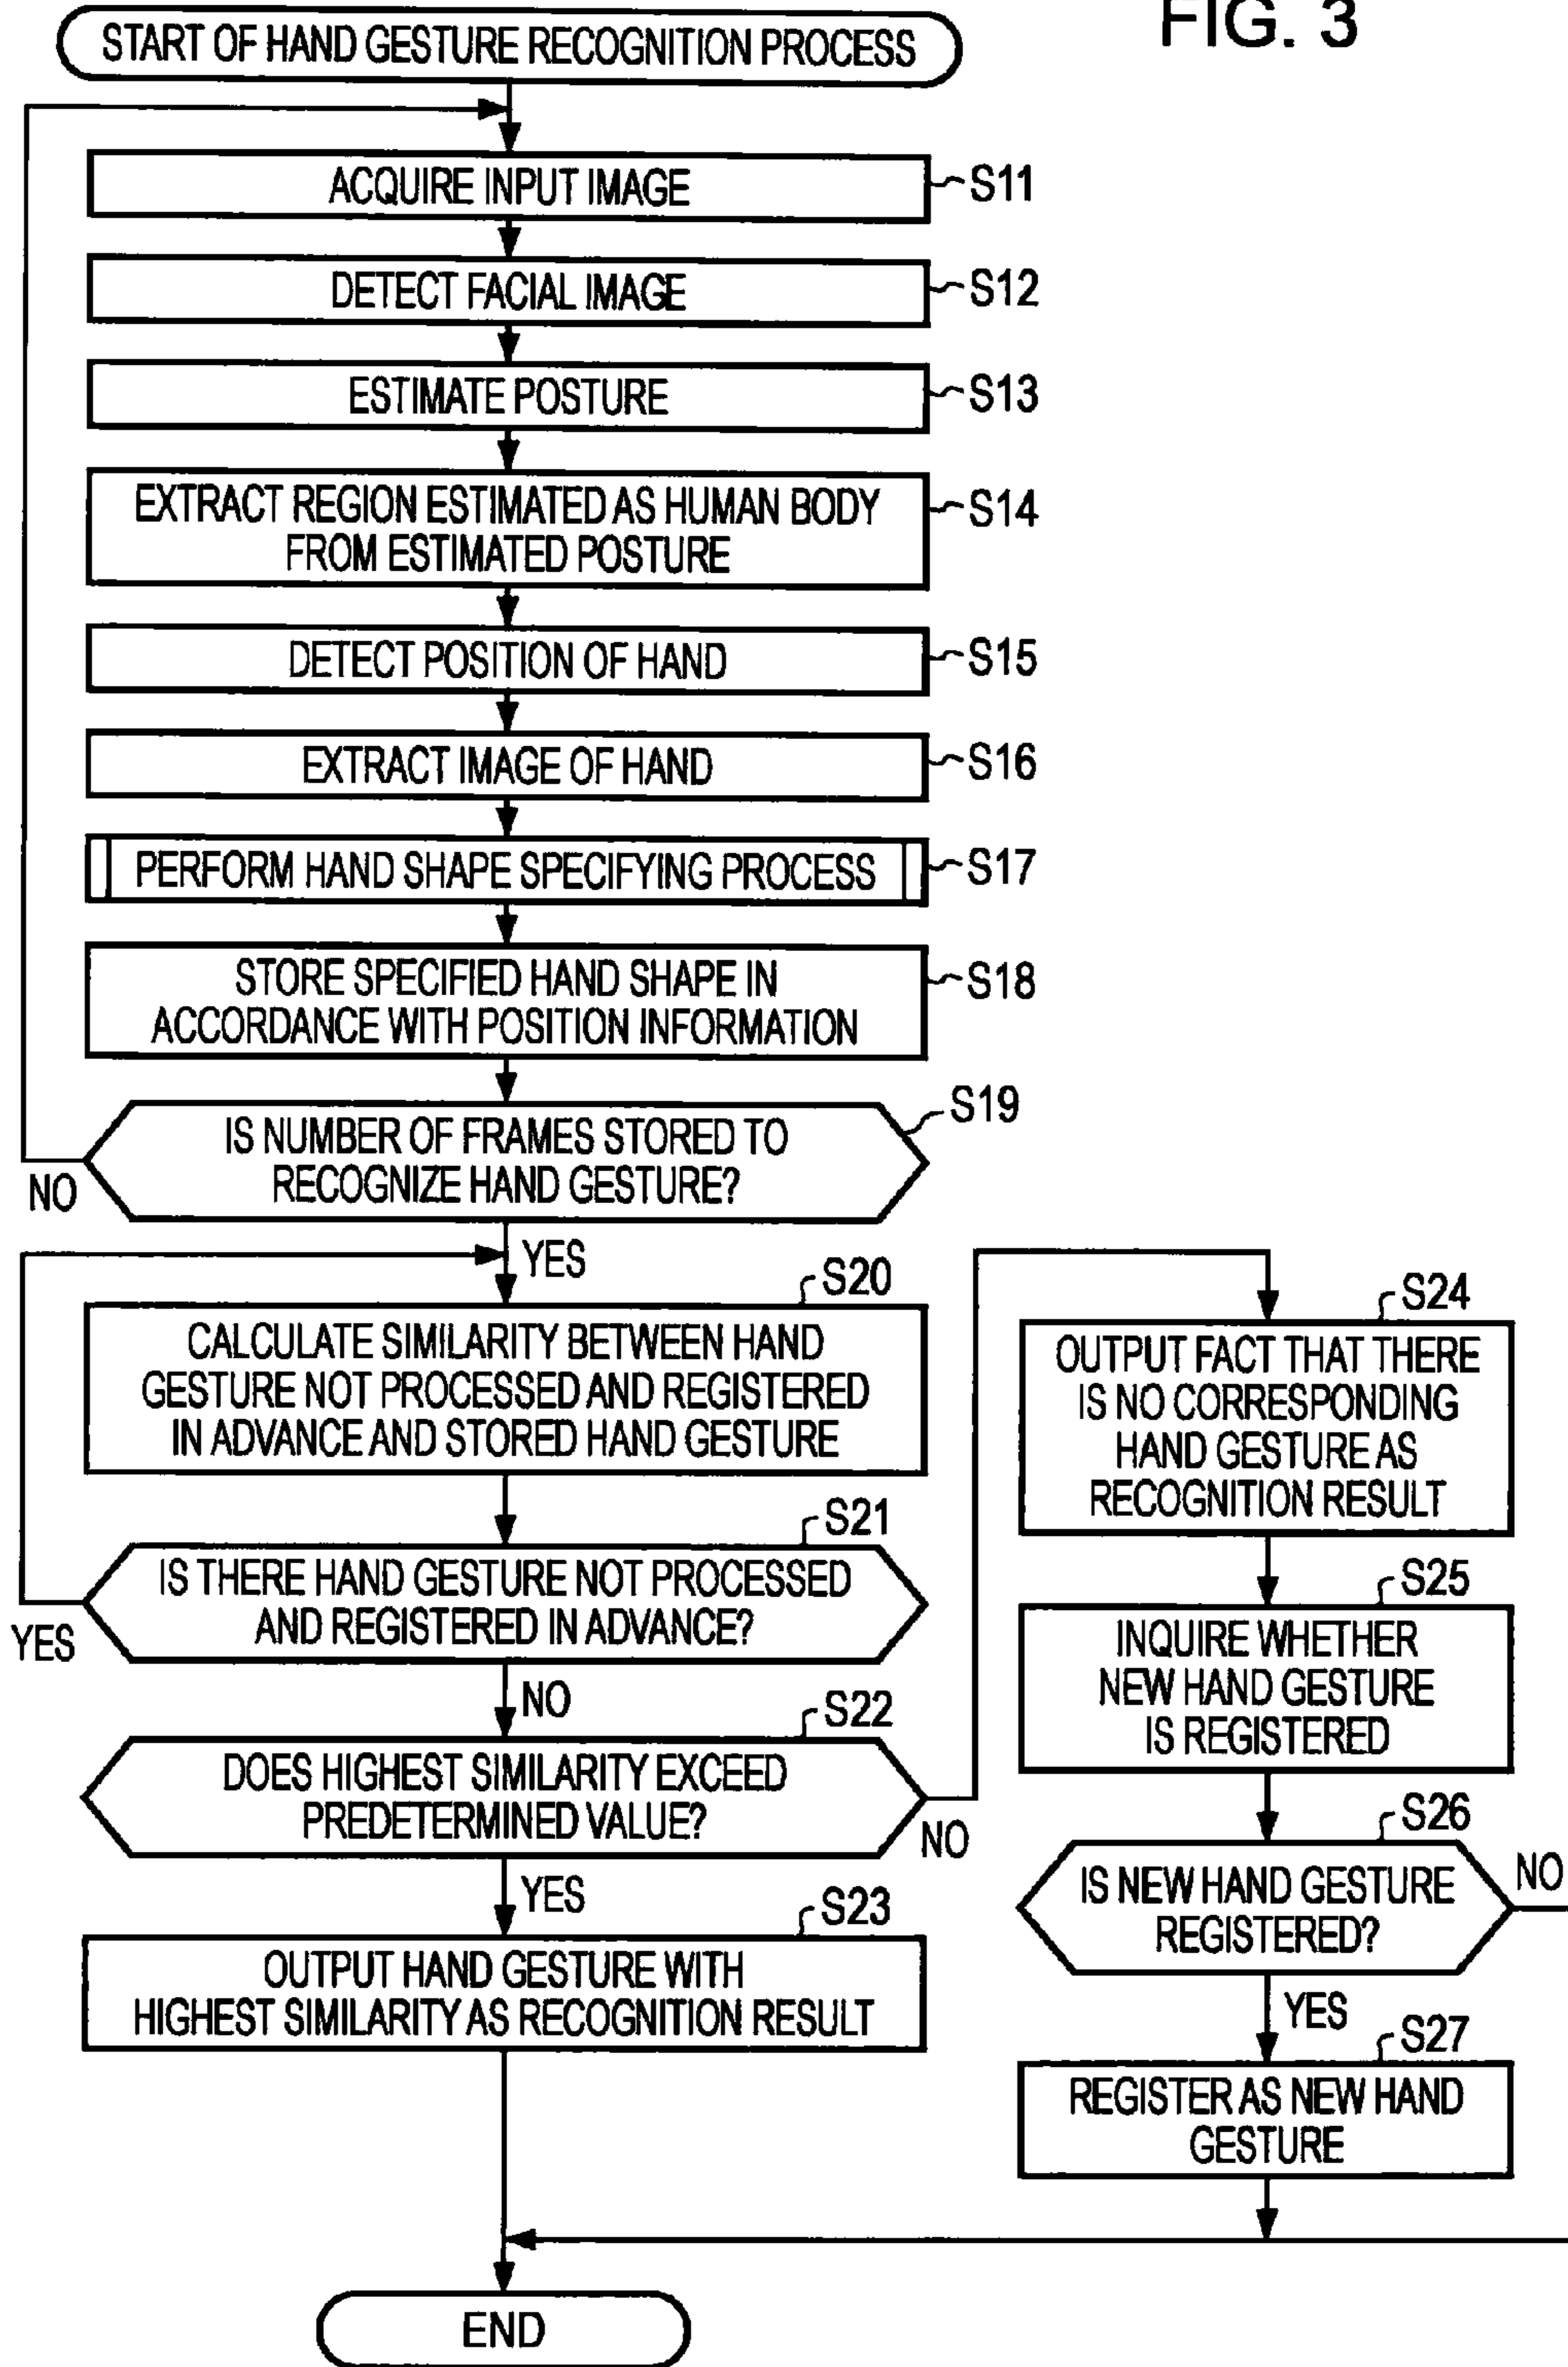 FIG. 3
START OF HAND GESTURE RECOGNITION PROCESS
ACQUIRE INPUT IMAGE
S11
DETECT FACIAL IMAGE
S12
ESTIMATE POSTURE
S13
EXTRACT REGION ESTIMATED AS HUMAN BODY
FROM ESTIMATED POSTURE
S14
DETECT POSITION OF HAND
S15
EXTRACT IMAGE OF HAND
S16
PERFORM HAND SHAPE SPECIFYING PROCESS
S17
STORE SPECIFIED HAND SHAPE IN
ACCORDANCE WITH POSITION INFORMATION
S18
S19
IS NUMBER OF FRAMES STORED TO
RECOGNIZE HAND GESTURE?
NO
YES
S20
CALCULATE SIMILARITY BETWEEN HAND
GESTURE NOT PROCESSED AND REGISTERED
IN ADVANCE AND STORED HAND GESTURE
S21
IS THERE HAND GESTURE NOT PROCESSED
AND REGISTERED IN ADVANCE?
YES
NO
S22
DOES HIGHEST SIMILARITY EXCEED
PREDETERMINED VALUE?
NO
YES
S23
OUTPUT HAND GESTURE WITH
HIGHEST SIMILARITY AS RECOGNITION RESULT
S24
OUTPUT FACT THAT THERE
IS NO CORRESPONDING
HAND GESTURE AS
RECOGNITION RESULT
S25
INQUIRE WHETHER
NEW HAND GESTURE
IS REGISTERED
S26
IS NEW HAND GESTURE
REGISTERED?
NO
YES
S27
REGISTER AS NEW HAND
GESTURE
END